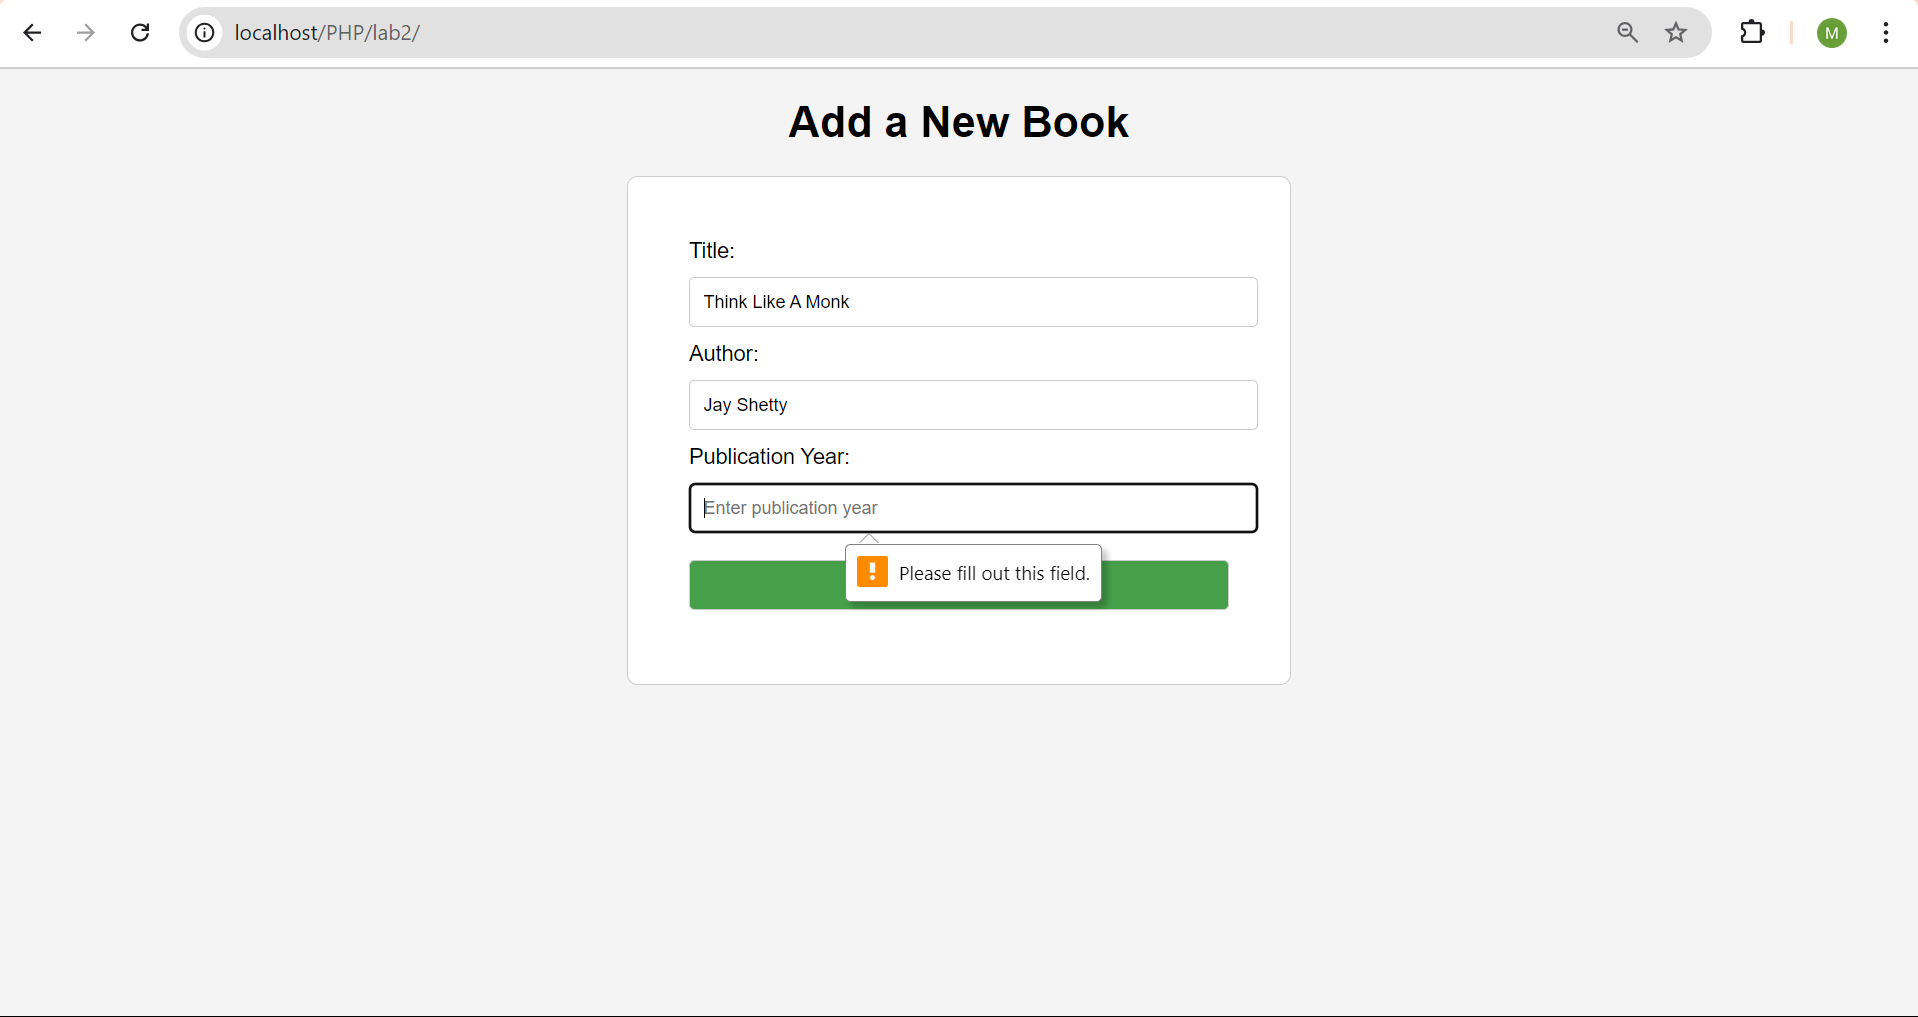 localhost/PHP/lab2/
M
Add a New Book
Title:
Think Like A Monk
Author:
Jay Shetty
Publication Year:
Enter publication year
! Please fill out this field.